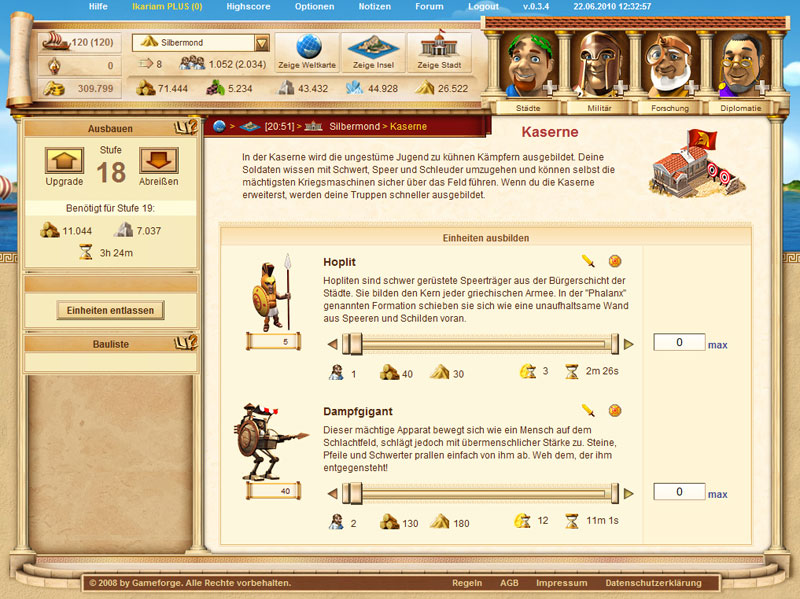 Hilfe Ikariam PLUS (0) Highscore Optionen Notizen Forum Logout v.0.3.4 22.06.2010 12:32:57
120 (120)
0
309.799
Silbermond
8 1.052 (2.034)
Zeige Weltkarte Zeige Insel Zeige Stadt
71.444 5.234 43.432 44.928 26.522
Städte Militär Forschung Diplomatie
Ausbauen
Stufe
18
Upgrade Abreißen
Benötigt für Stufe 19:
11.044 7.037
3h 24m
Einheiten entlassen
Bauliste
> [20:51] > Silbermond > Kaserne
Kaserne
In der Kaserne wird die ungestüme Jugend zu kühnen Kämpfern ausgebildet. Deine
Soldaten wissen mit Schwert, Speer und Schleuder umzugehen und können selbst die
mächtigsten Kriegsmaschinen sicher über das Feld führen. Wenn du die Kaserne
erweiterst, werden deine Truppen schneller ausgebildet.
Einheiten ausbilden
Hoplit
Hopliten sind schwer gerüstete Speerträger aus der Bürgerschicht der
Städte. Sie bilden den Kern jeder griechischen Armee. In der "Phalanx"
genannten Formation schieben sie sich wie eine unaufhaltsame Wand
aus Speeren und Schilden voran.
5
0 max
1 40 30 3 2m 26s
Dampfgigant
Dieser mächtige Apparat bewegt sich wie ein Mensch auf dem
Schlachtfeld, schlägt jedoch mit übermenschlicher Stärke zu. Steine,
Pfeile und Schwerter prallen einfach von ihm ab. Weh dem, der ihm
entgegensteht!
40
0 max
2 130 180 12 11m 1s
© 2008 by Gameforge. Alle Rechte vorbehalten. Regeln AGB Impressum Datenschutzerklärung